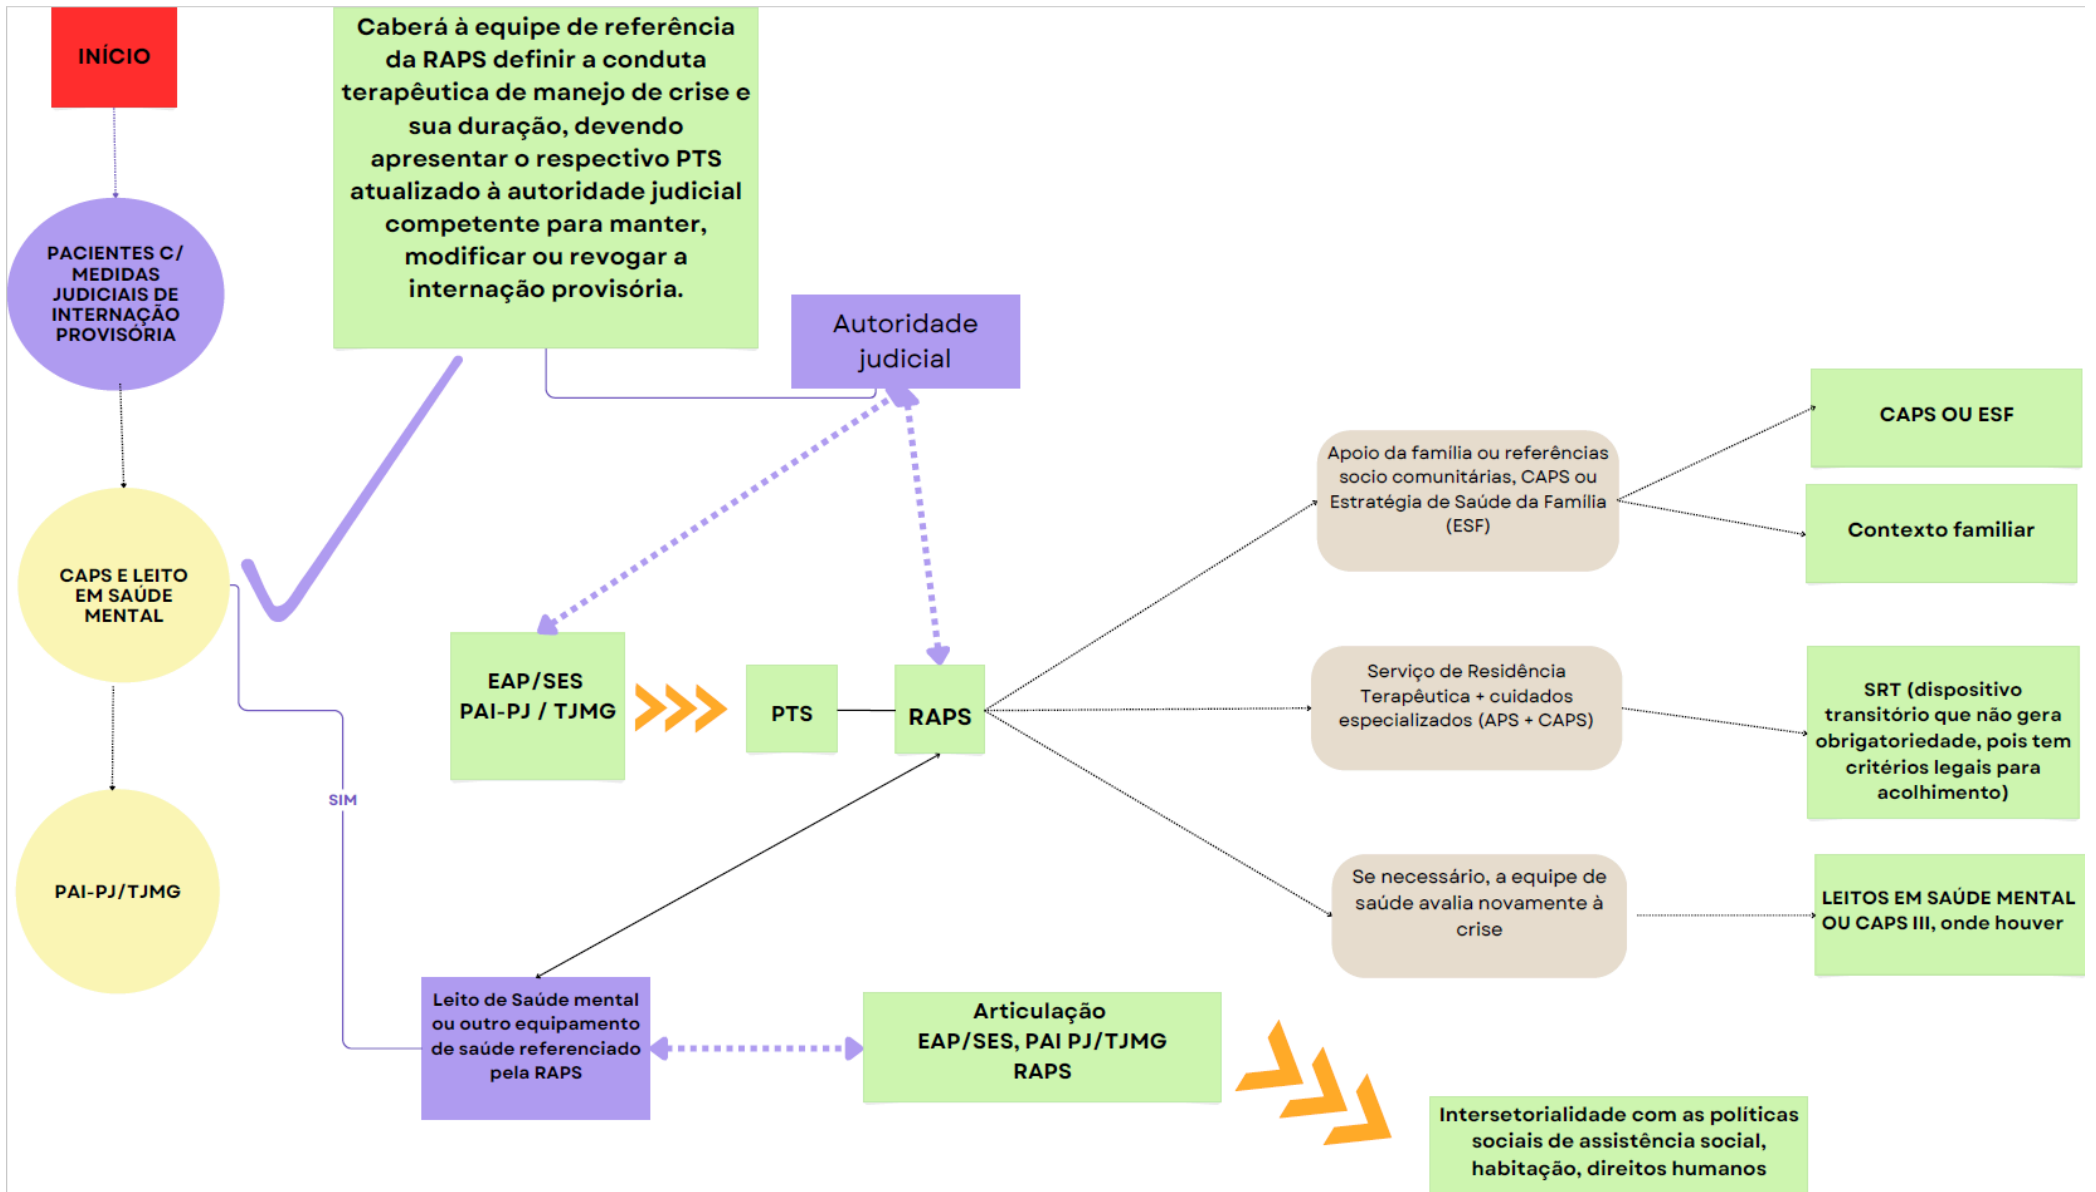 INÍCIO
Caberá à equipe de referência
da RAPS definir a conduta
terapêutica de manejo de crise e
sua duração, devendo
apresentar o respectivo PTS
atualizado à autoridade judicial
competente para manter,
modificar ou revogar a
internação provisória.
PACIENTES C/
MEDIDAS
JUDICIAIS DE
INTERNAÇÃO
PROVISÓRIA
Autoridade
judicial
CAPS E LEITO
EM SAÚDE
MENTAL
PAI-PJ/TJMG
SIM
EAP/SES
PAI-PJ / TJMG
PTS
RAPS
Apoio da família ou referências
socio comunitárias, CAPS ou
Estratégia de Saúde da Família
(ESF)
CAPS OU ESF
Contexto familiar
Serviço de Residência
Terapêutica + cuidados
especializados (APS + CAPS)
SRT (dispositivo
transitório que não gera
obrigatoriedade, pois tem
critérios legais para
acolhimento)
Se necessário, a equipe de
saúde avalia novamente à
crise
LEITOS EM SAÚDE MENTAL
OU CAPS III, onde houver
Leito de Saúde mental
ou outro equipamento
de saúde referenciado
pela RAPS
Articulação
EAP/SES, PAI PJ/TJMG
RAPS
Intersetorialidade com as políticas
sociais de assistência social,
habitação, direitos humanos